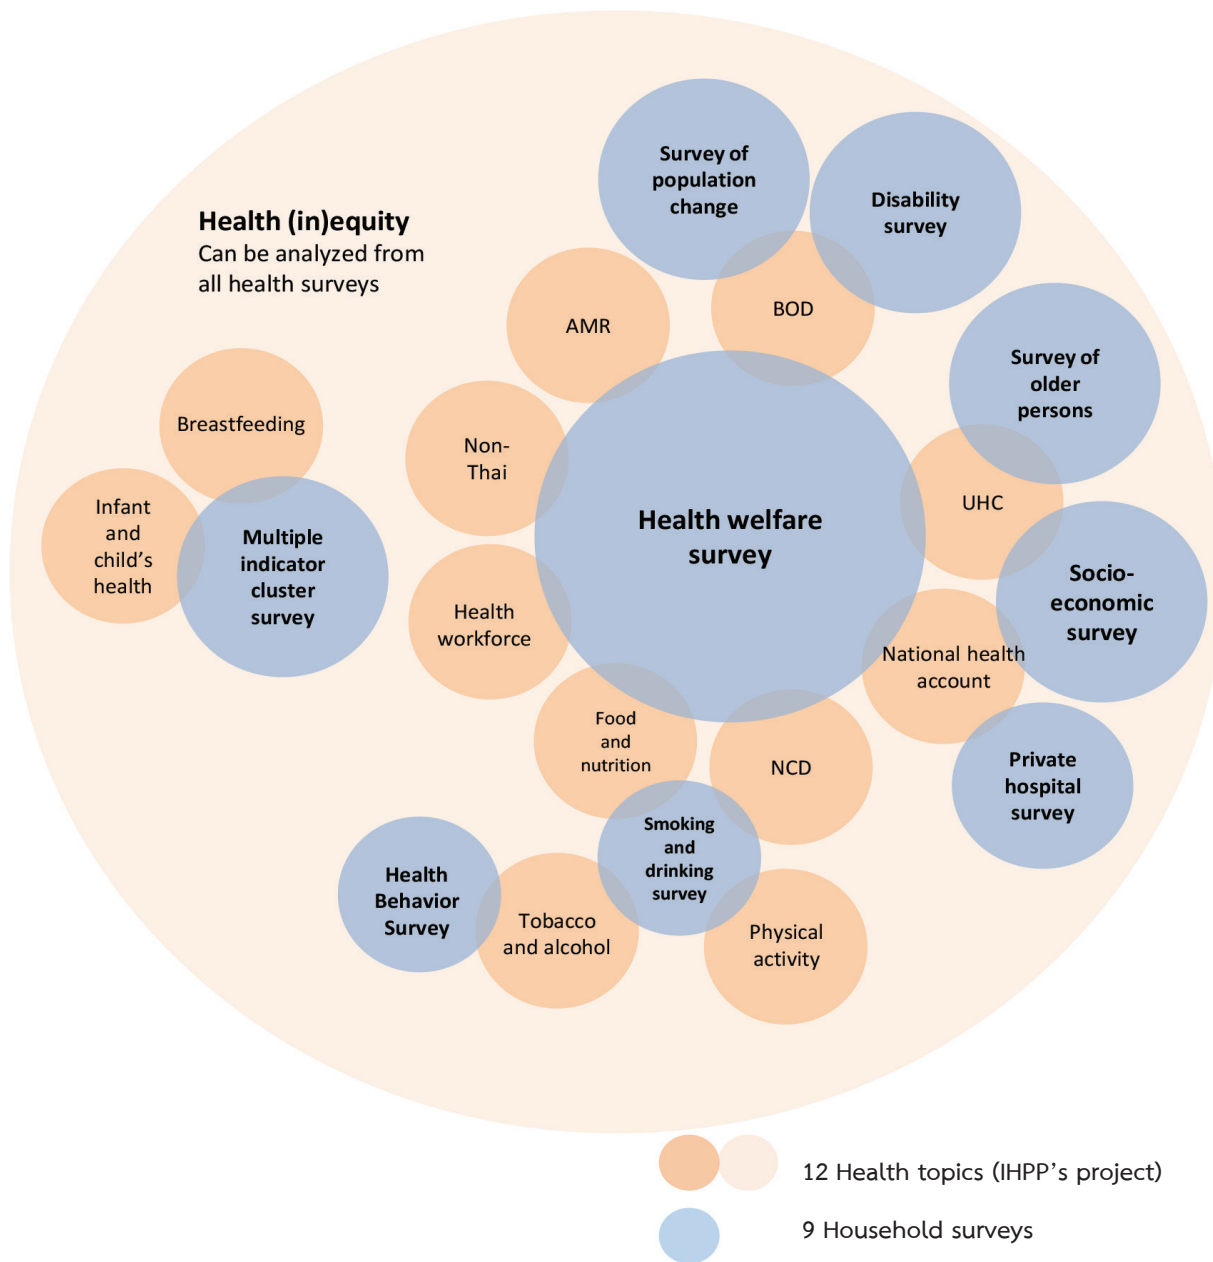 Survey of
population
change
Disability
survey
Health (in)equity
Can be analyzed from
all health surveys
BOD
AMR
Survey of
older
persons
Breastfeeding
Non-
Thai
UHC
Infant
and
child's
health
Multiple
indicator
cluster
survey
Health welfare
survey
Socio-
economic
survey
Health
workforce
National health
account
Food
and
nutrition
NCD
Private
hospital
survey
Smoking
and
drinking
survey
Health
Behavior
Survey
Tobacco
and alcohol
Physical
activity
12 Health topics (IHPP's project)
9 Household surveys